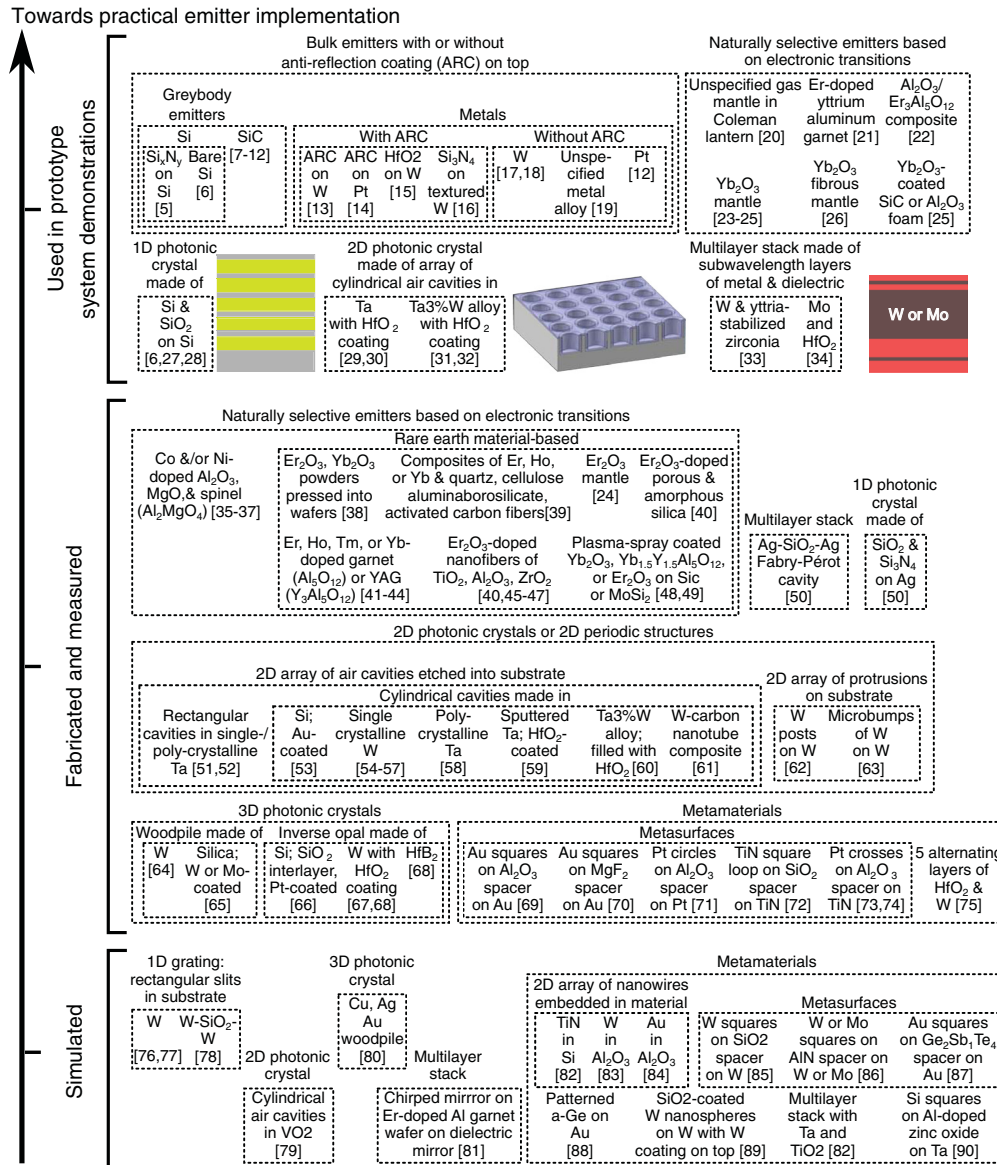 Towards practical emitter implementation
Used in prototype
system demonstrations
Bulk emitters with or without
anti-reflection coating (ARC) on top
Greybody
emitters
Si
SixNy
on
Si
[5]
Bare
Si
[6]
SiC
[7-12]
Metals
With ARC
ARC
on
W
[13]
ARC
on
Pt
[14]
HfO2
on W
[15]
Si3N4
on
textured
W [16]
Without ARC
W
[17,18]
Unspe-
cified
metal
alloy [19]
Pt
[12]
Naturally selective emitters based
on electronic transitions
Unspecified gas
mantle in
Coleman
lantern [20]
Er-doped
yttrium
aluminum
garnet [21]
Al2O3/
Er3Al5O12
composite
[22]
Yb2O3
mantle
[23-25]
Yb2O3
fibrous
mantle
[26]
Yb2O3-
coated
SiC or Al2O3
foam [25]
1D photonic
crystal
made of
Si &
SiO2
on Si
[6,27,28]
2D photonic crystal
made of array of
cylindrical air cavities in
Ta
with HfO2
coating
[29,30]
Ta3%W alloy
with HfO2
coating
[31,32]
Multilayer stack made of
subwavelength layers
of metal & dielectric
W & yttria-
stabilized
zirconia
[33]
Mo
and
HfO2
[34]
W or Mo
Fabricated and measured
Naturally selective emitters based on electronic transitions
Co &/or Ni-
doped Al2O3,
MgO,& spinel
(Al2MgO4) [35-37]
Rare earth material-based
Er2O3, Yb2O3
powders
pressed into
wafers [38]
Composites of Er, Ho,
or Yb & quartz, cellulose
aluminaborosilicate,
activated carbon fibers[39]
Er2O3
mantle
[24]
Er2O3-doped
porous &
amorphous
silica [40]
Er, Ho, Tm, or Yb-
doped garnet
(Al5O12) or YAG
(Y3Al5O12) [41-44]
Er2O3-doped
nanofibers of
TiO2, Al2O3, ZrO2
[40,45-47]
Plasma-spray coated
Yb2O3, Yb1.5Y1.5Al5O12,
or Er2O3 on Sic
or MoSi2 [48,49]
Multilayer stack
Ag-SiO2-Ag
Fabry-Pérot
cavity
[50]
1D photonic
crystal
made of
SiO2 &
Si3N4
on Ag
[50]
2D photonic crystals or 2D periodic structures
2D array of air cavities etched into substrate
Rectangular
cavities in single-/
poly-crystalline
Ta [51,52]
Cylindrical cavities made in
Si;
Au-
coated
[53]
Single
crystalline
W
[54-57]
Poly-
crystalline
Ta
[58]
Sputtered
Ta; HfO2-
coated
[59]
Ta3%W
alloy;
filled with
HfO2 [60]
W-carbon
nanotube
composite
[61]
2D array of protrusions
on substrate
W
posts
on W
[62]
Microbumps
of W
on W
[63]
3D photonic crystals
Woodpile made of
W
[64]
Silica;
W or Mo-
coated
[65]
Inverse opal made of
Si; SiO2
interlayer,
Pt-coated
[66]
W with
HfO2
coating
[67,68]
HfB2
[68]
Metamaterials
Metasurfaces
Au squares
on Al2O3
spacer
on Au [69]
Au squares
on MgF2
spacer
on Au [70]
Pt circles
on Al2O3
spacer
on Pt [71]
TiN square
loop on SiO2
spacer
on TiN [72]
Pt crosses
on Al2O3
spacer on
TiN [73,74]
5 alternating
layers of
HfO2 &
W [75]
Simulated
1D grating:
rectangular slits
in substrate
W
[76,77]
W-SiO2-
W
[78]
2D photonic
crystal
Cylindrical
air cavities
in VO2
[79]
3D photonic
crystal
Cu, Ag
Au
woodpile
[80]
Multilayer
stack
Chirped mirrror on
Er-doped Al garnet
wafer on dielectric
mirror [81]
Metamaterials
2D array of nanowires
embedded in material
TiN
in
Si
[82]
W
in
Al2O3
[83]
Au
in
Al2O3
[84]
Metasurfaces
W squares
on SiO2
spacer
on W [85]
W or Mo
squares on
AlN spacer on
W or Mo [86]
Au squares
on Ge2Sb1Te4
spacer on
Au [87]
Patterned
a-Ge on
Au
[88]
SiO2-coated
W nanospheres
on W with W
coating on top [89]
Multilayer
stack with
Ta and
TiO2 [82]
Si squares
on Al-doped
zinc oxide
on Ta [90]